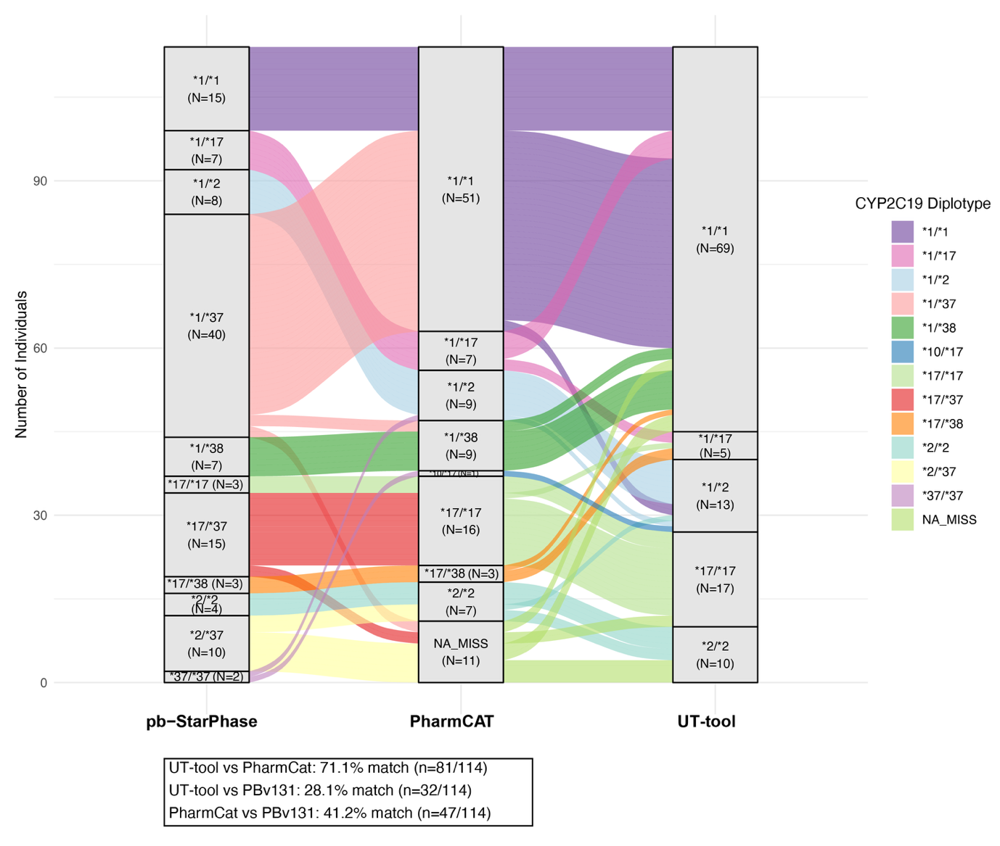 *1/*1
(N=15)
*1/*17
(N=7)
*1/*2
(N=8)
*1/*37
(N=40)
*1/*38
(N=7)
*17/*17 (N=3)
*17/*37
(N=15)
*17/*38 (N=3)
*2/*2
(N=4)
*2/*37
(N=10)
*37/*37 (N=2)
*1/*1
(N=51)
*1/*17
(N=7)
*1/*2
(N=9)
*1/*38
(N=9)
*10/*17 (N=1)
*17/*17
(N=16)
*17/*38 (N=3)
*2/*2
(N=7)
NA_MISS
(N=11)
*1/*1
(N=69)
*1/*17
(N=5)
*1/*2
(N=13)
*17/*17
(N=17)
*2/*2
(N=10)
Number of Individuals
90
60
30
0
pb−StarPhase
PharmCAT
UT-tool
CYP2C19 Diplotype
*1/*1
*1/*17
*1/*2
*1/*37
*1/*38
*10/*17
*17/*17
*17/*37
*17/*38
*2/*2
*2/*37
*37/*37
NA_MISS
UT-tool vs PharmCat: 71.1% match (n=81/114)
UT-tool vs PBv131: 28.1% match (n=32/114)
PharmCat vs PBv131: 41.2% match (n=47/114)